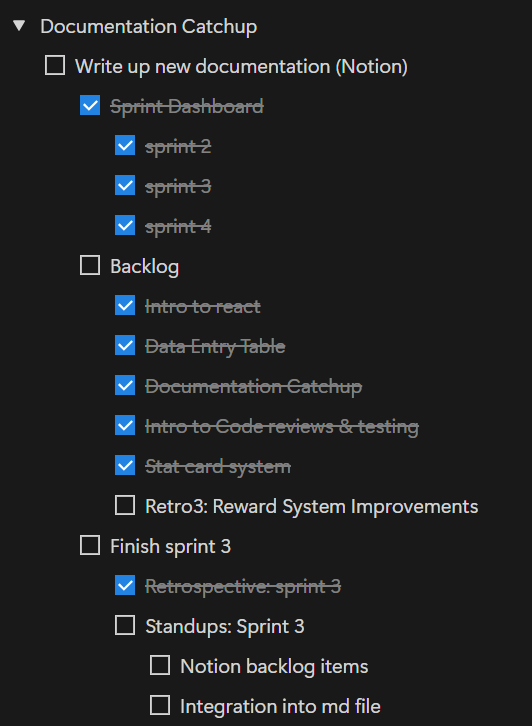 Documentation Catchup
Write up new documentation (Notion)
Sprint Dashboard
sprint 2
sprint 3
sprint 4
Backlog
Intro to react
Data Entry Table
Documentation Catchup
Intro to Code reviews & testing
Stat card system
Retro3: Reward System Improvements
Finish sprint 3
Retrospective: sprint 3
Standups: Sprint 3
Notion backlog items
Integration into md file